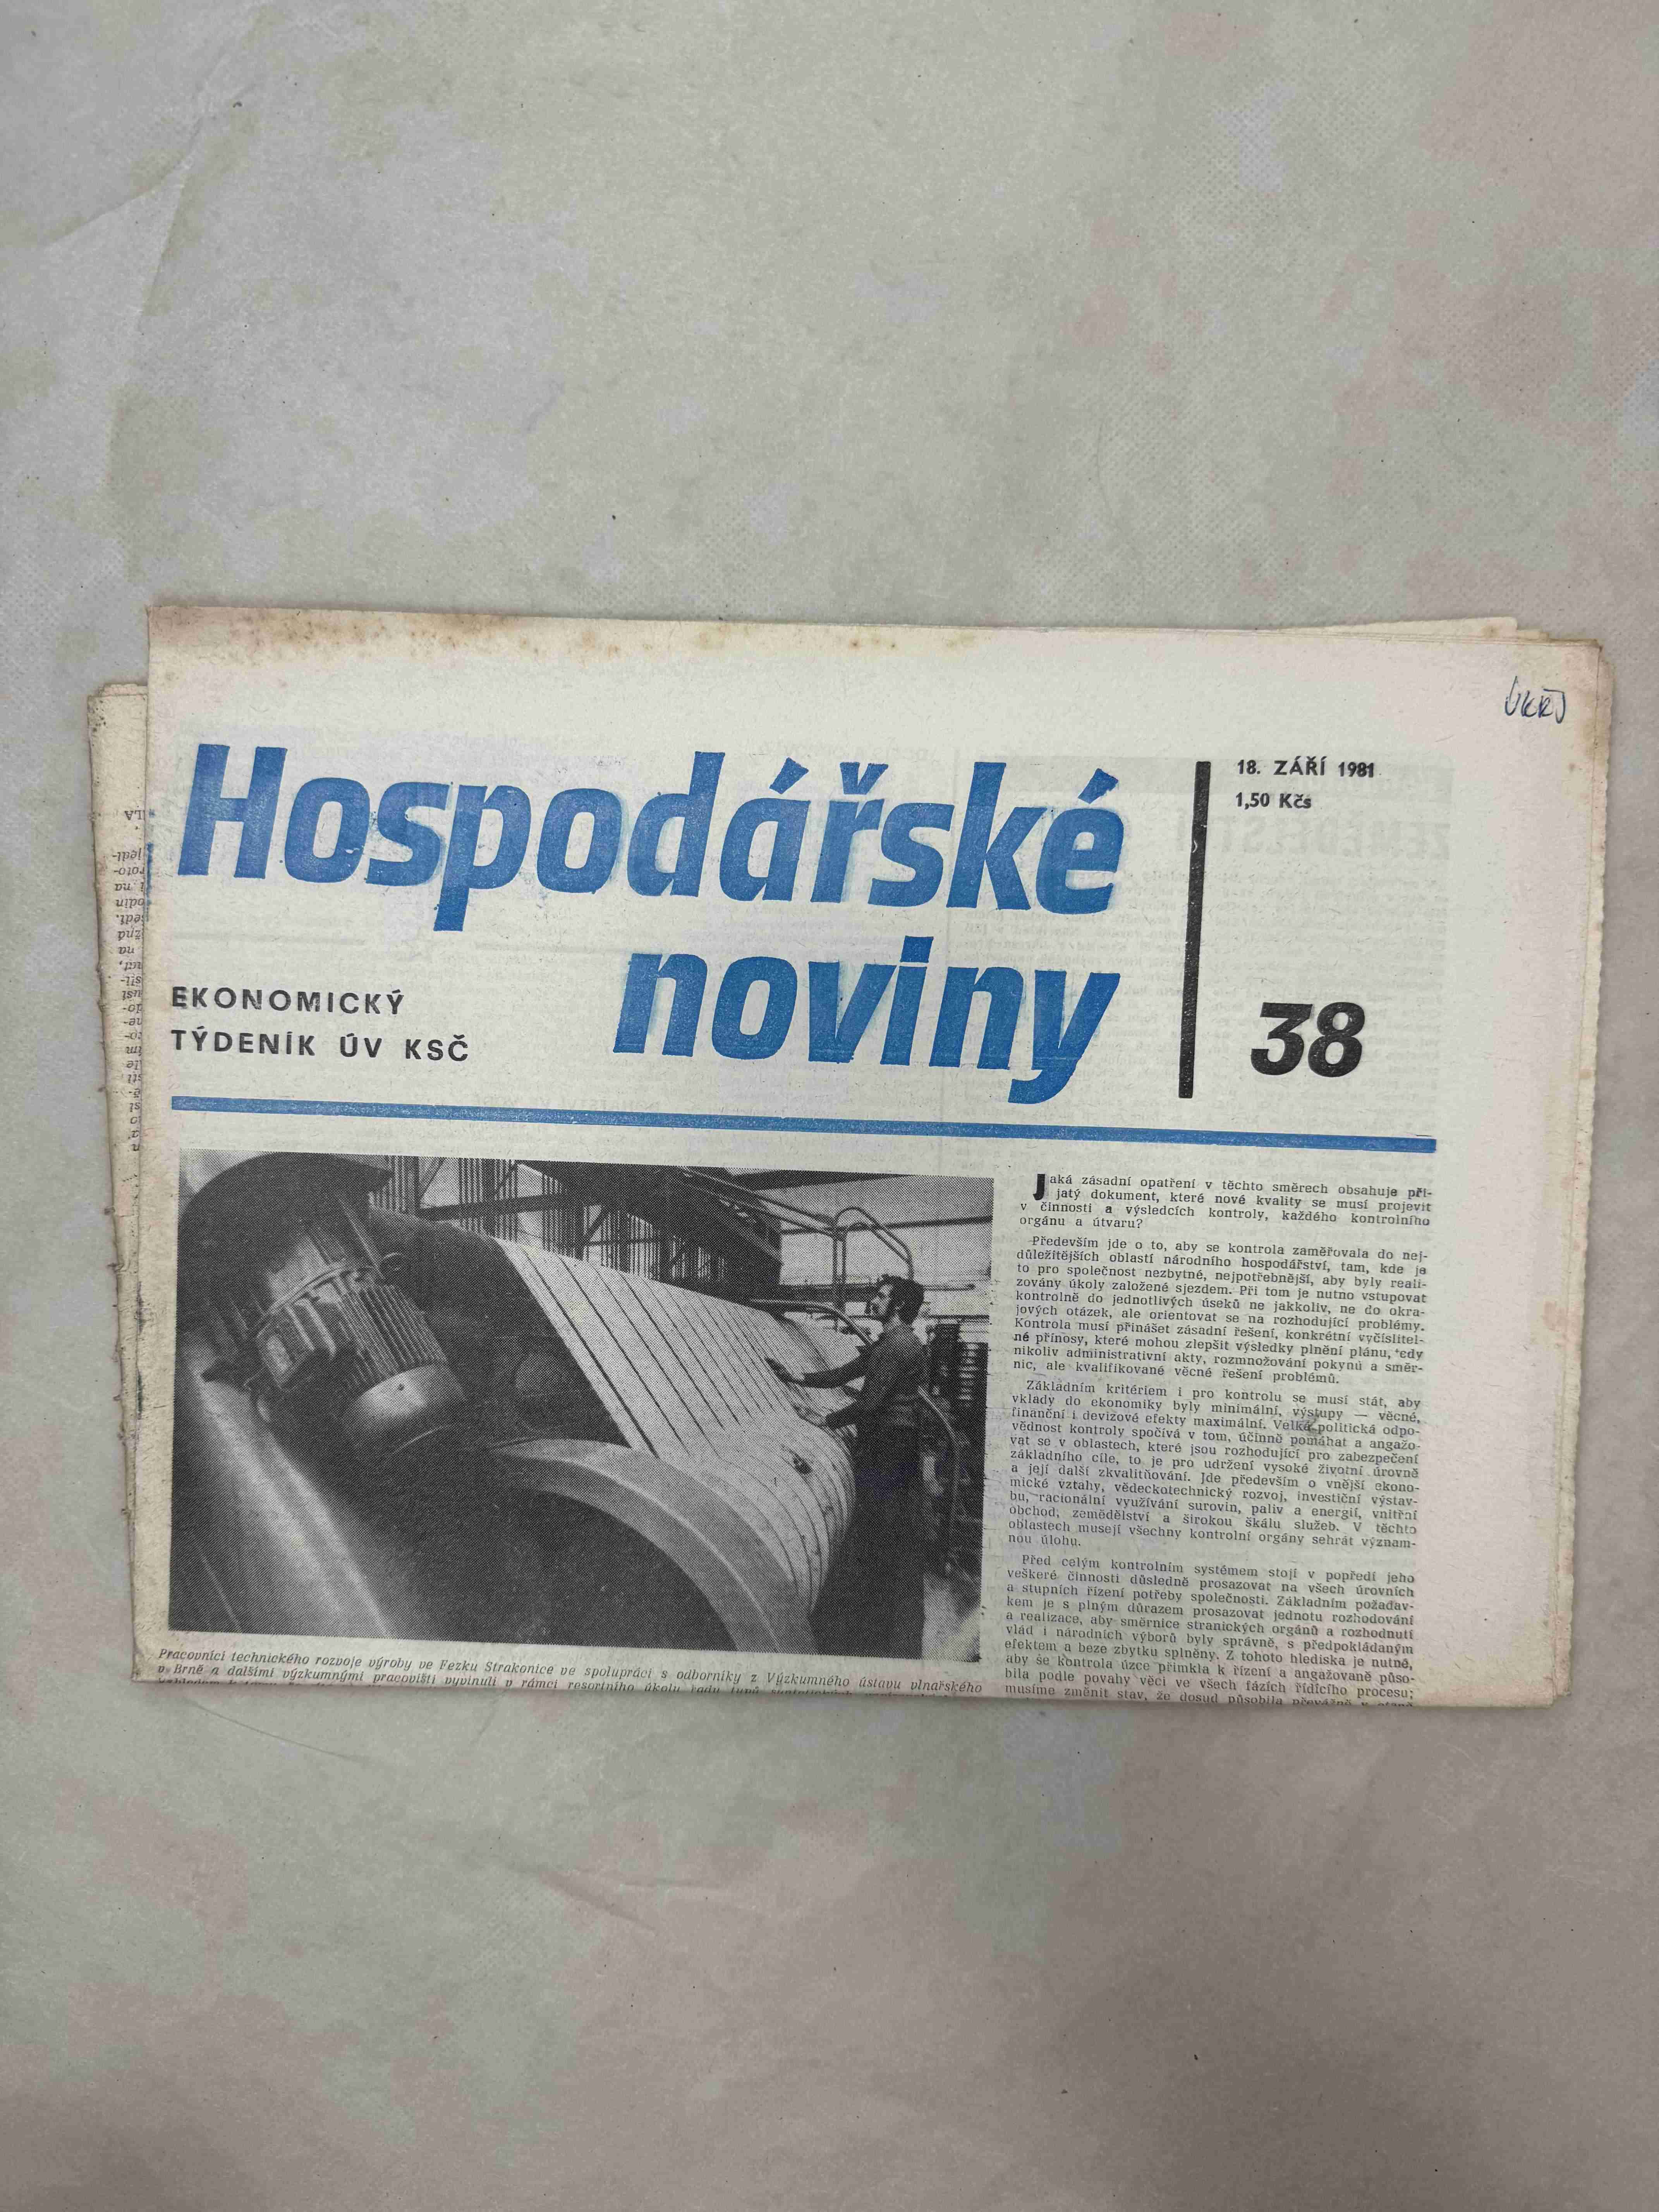 Hospodářské
noviny
EKONOMICKÝ
TÝDENÍK ÚV KSČ
18. ZÁŘÍ 1981
1,50 Kčs
38
Jaká zásadní opatření v těchto směrech obsahuje při-
jatý dokument, které nové kvality se musí projevit
v činnosti a výsledcích kontroly, každého kontrolního
orgánu a útvaru?
Především jde o to, aby se kontrola zaměřovala do nej-
důležitějších oblastí národního hospodářství, tam, kde je
to pro společnost nezbytné, nejpotřebnější, aby byly reali-
zovány úkoly založené sjezdem. Při tom je nutno vstupovat
kontrolně do jednotlivých úseků ne jakkoliv, ne do okra-
jových otázek, ale orientovat se na rozhodující problémy.
Kontrola musí přinášet zásadní řešení, konkrétní vyčíslitel-
né přínosy, které mohou zlepšit výsledky plnění plánu,
nikoliv administrativní akty, rozmnožování pokynů a směr-
nic, ale kvalifikované věcné řešení problémů.
Základním kritériem i pro kontrolu se musí stát, aby
vklady do ekonomiky byly minimální, výstupy — věcné,
finanční i devizové efekty maximální. Velká politická odpo-
vědnost kontroly spočívá v tom, účinně pomáhat a angažo-
vat se v oblastech, které jsou rozhodující pro zabezpečení
základního cíle, to je pro udržení vysoké životní úrovně
a její další zkvalitňování. Jde především o vnější ekono-
mické vztahy, vědeckotechnický rozvoj, investiční výstav-
bu, racionální využívání surovin, paliv a energií, vnitřní
obchod, zemědělství a širokou škálu služeb. V těchto
oblastech musejí všechny kontrolní orgány sehrát význam-
nou úlohu.
Před celým kontrolním systémem stojí v popředí jeho
veškeré činnosti důsledně prosazovat na všech úrovních
a stupních řízení potřeby společnosti. Základním požadav-
kem je s plným důrazem prosazovat jednotu rozhodování
a realizace, aby směrnice stranických orgánů a rozhodnutí
vlád i národních výborů byly správně, s předpokládaným
efektem a beze zbytku splněny. Z tohoto hlediska je nutné,
aby se kontrola úzce přimkla k řízení a angažovaně půso-
bila podle povahy věci ve všech fázích řídícího procesu;
musíme změnit stav, že dosud působila převážně v
Pracovníci technického rozvoje výroby ve Fezku Strakonice ve spolupráci s odborníky z Výzkumného ústavu vlnařského
v Brně a dalšími výzkumnými pracovišti vyvinuli v rámci resortního úkolu řadu typů